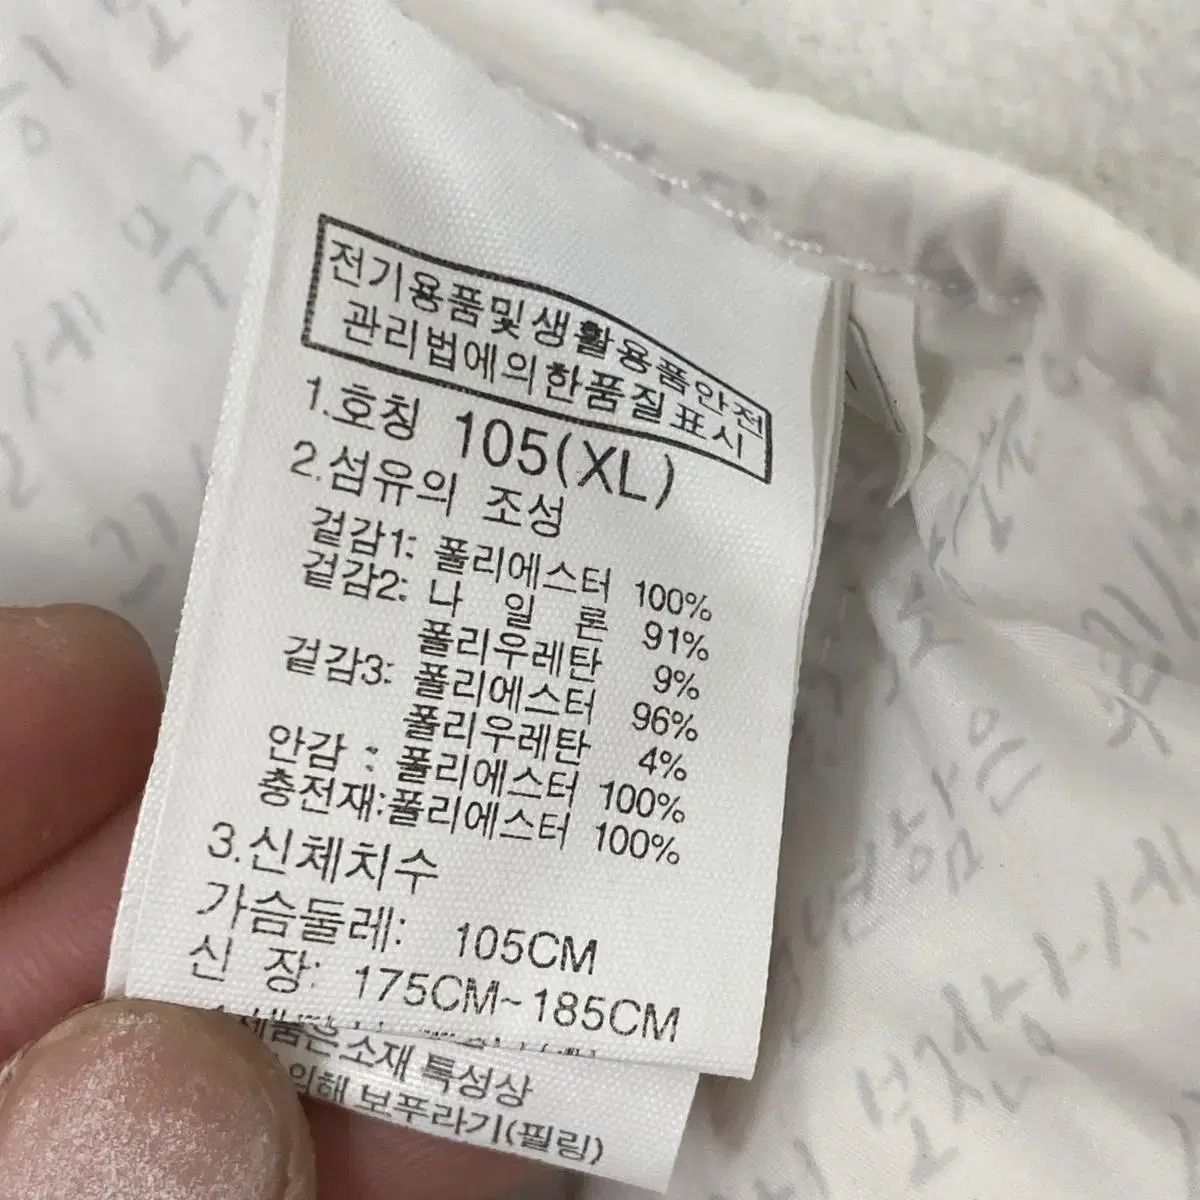 전기용품및생활용품안전
관리법에의한품질표시
1.호칭 105(XL)
2.섬유의 조성
겉감1: 폴리에스터 100%
겉감2: 나 일 론 91%
폴리우레탄 9%
겉감3: 폴리에스터 96%
폴리우레탄 4%
안감 : 폴리에스터 100%
충전재:폴리에스터 100%
3.신체치수
가슴둘레: 105CM
신 장: 175CM~185CM
소재 특성상
의해 보푸라기(필링)